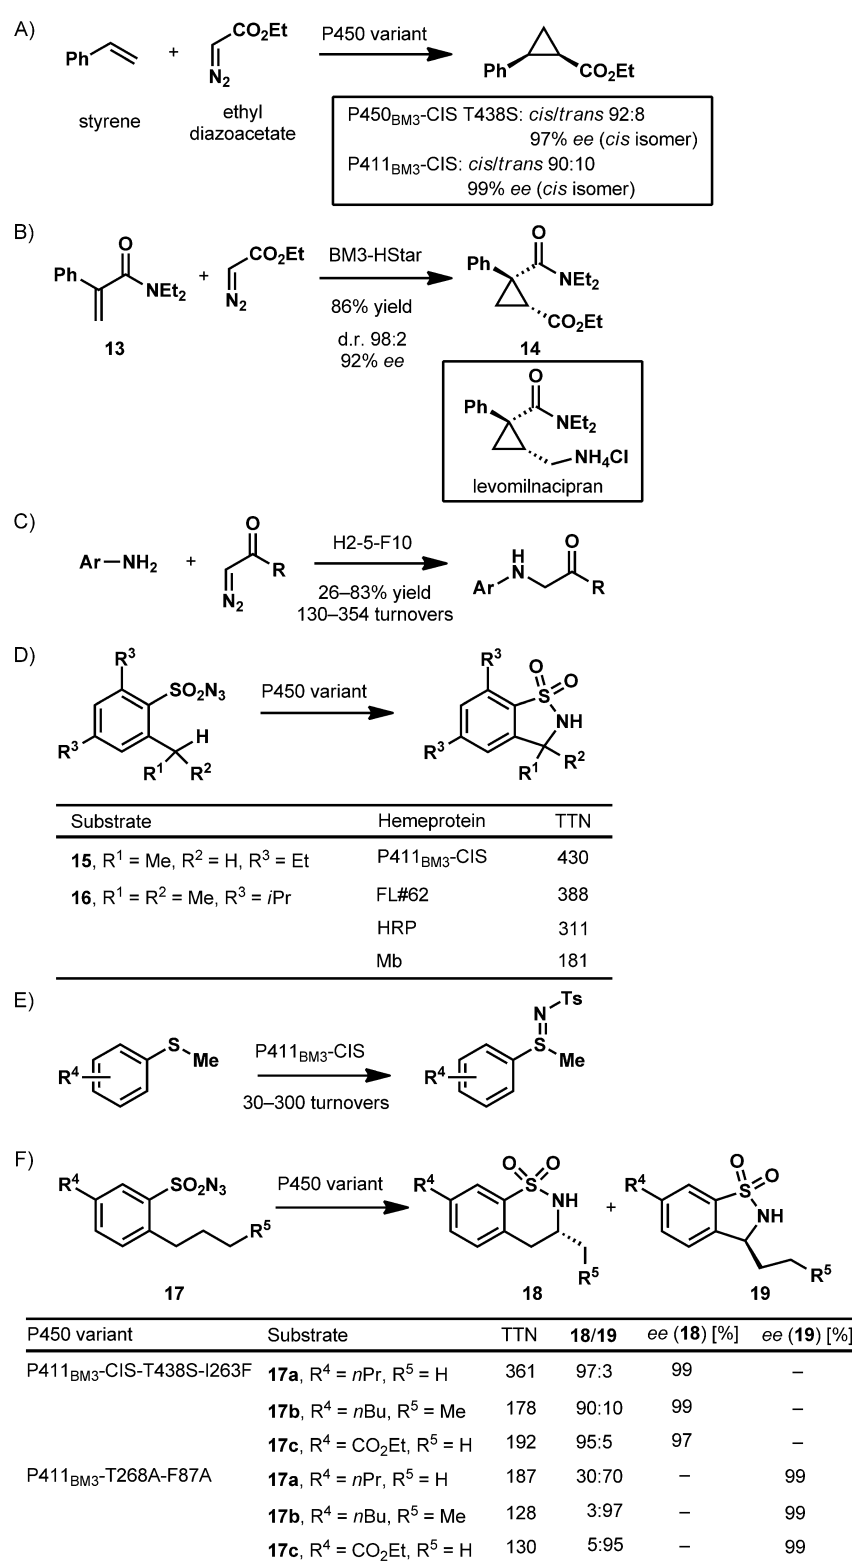 A)
Ph
+
CO₂Et
N₂
P450 variant
Ph
CO₂Et
styrene
ethyl
diazoacetate
P450BM3-CIS T438S: cis/trans 92:8
97% ee (cis isomer)
P411BM3-CIS: cis/trans 90:10
99% ee (cis isomer)
B)
Ph
O
NEt₂
+
CO₂Et
N₂
BM3-HStar
86% yield
d.r. 98:2
92% ee
Ph
O
NEt₂
CO₂Et
13
14
Ph
O
NEt₂
NH₄Cl
levomilnacipran
C)
Ar
NH₂
+
O
R
N₂
H2-5-F10
26–83% yield
130–354 turnovers
Ar
H
N
O
R
D)
R³
SO₂N₃
R³
H
R¹
R²
P450 variant
R³
O
O
S
NH
R³
R¹
R²
Substrate Hemeprotein TTN
15, R¹ = Me, R² = H, R³ = Et P411BM3-CIS 430
16, R¹ = R² = Me, R³ = iPr FL#62 388
HRP 311
Mb 181
E)
R⁴
S
Me
P411BM3-CIS
30–300 turnovers
Ts
N
S
Me
R⁴
F)
R⁴
SO₂N₃
R⁵
17
P450 variant
R⁴
O
O
S
NH
R⁵
18
+
R⁴
O
O
S
NH
R⁵
19
P450 variant Substrate TTN 18/19 ee (18) [%] ee (19) [%]
P411BM3-CIS-T438S-I263F 17a, R⁴ = nPr, R⁵ = H 361 97:3 99 –
17b, R⁴ = nBu, R⁵ = Me 178 90:10 99 –
17c, R⁴ = CO₂Et, R⁵ = H 192 95:5 97 –
P411BM3-T268A-F87A 17a, R⁴ = nPr, R⁵ = H 187 30:70 – 99
17b, R⁴ = nBu, R⁵ = Me 128 3:97 – 99
17c, R⁴ = CO₂Et, R⁵ = H 130 5:95 – 99